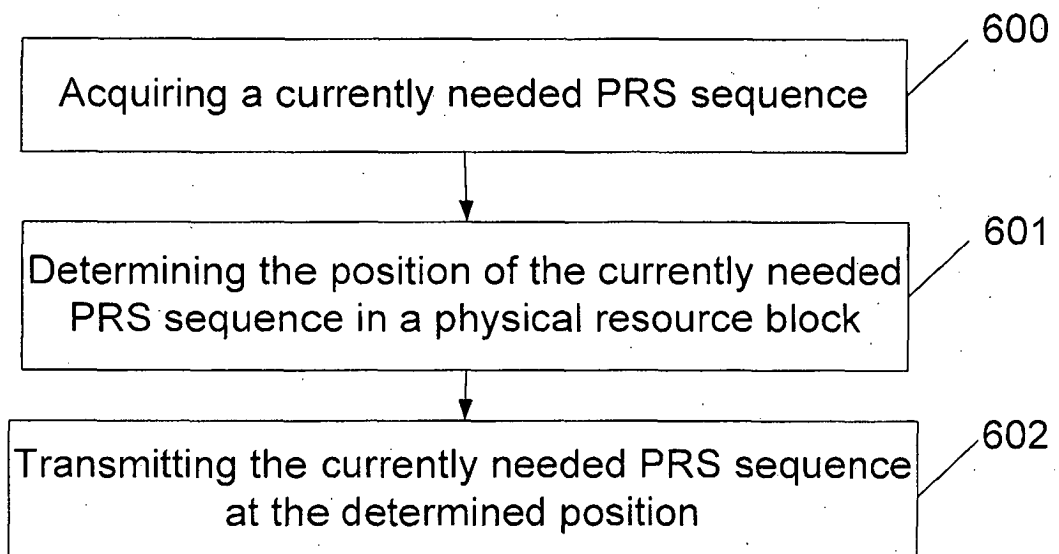 600
Acquiring a currently needed PRS sequence
601
Determining the position of the currently needed
PRS sequence in a physical resource block
602
Transmitting the currently needed PRS sequence
at the determined position